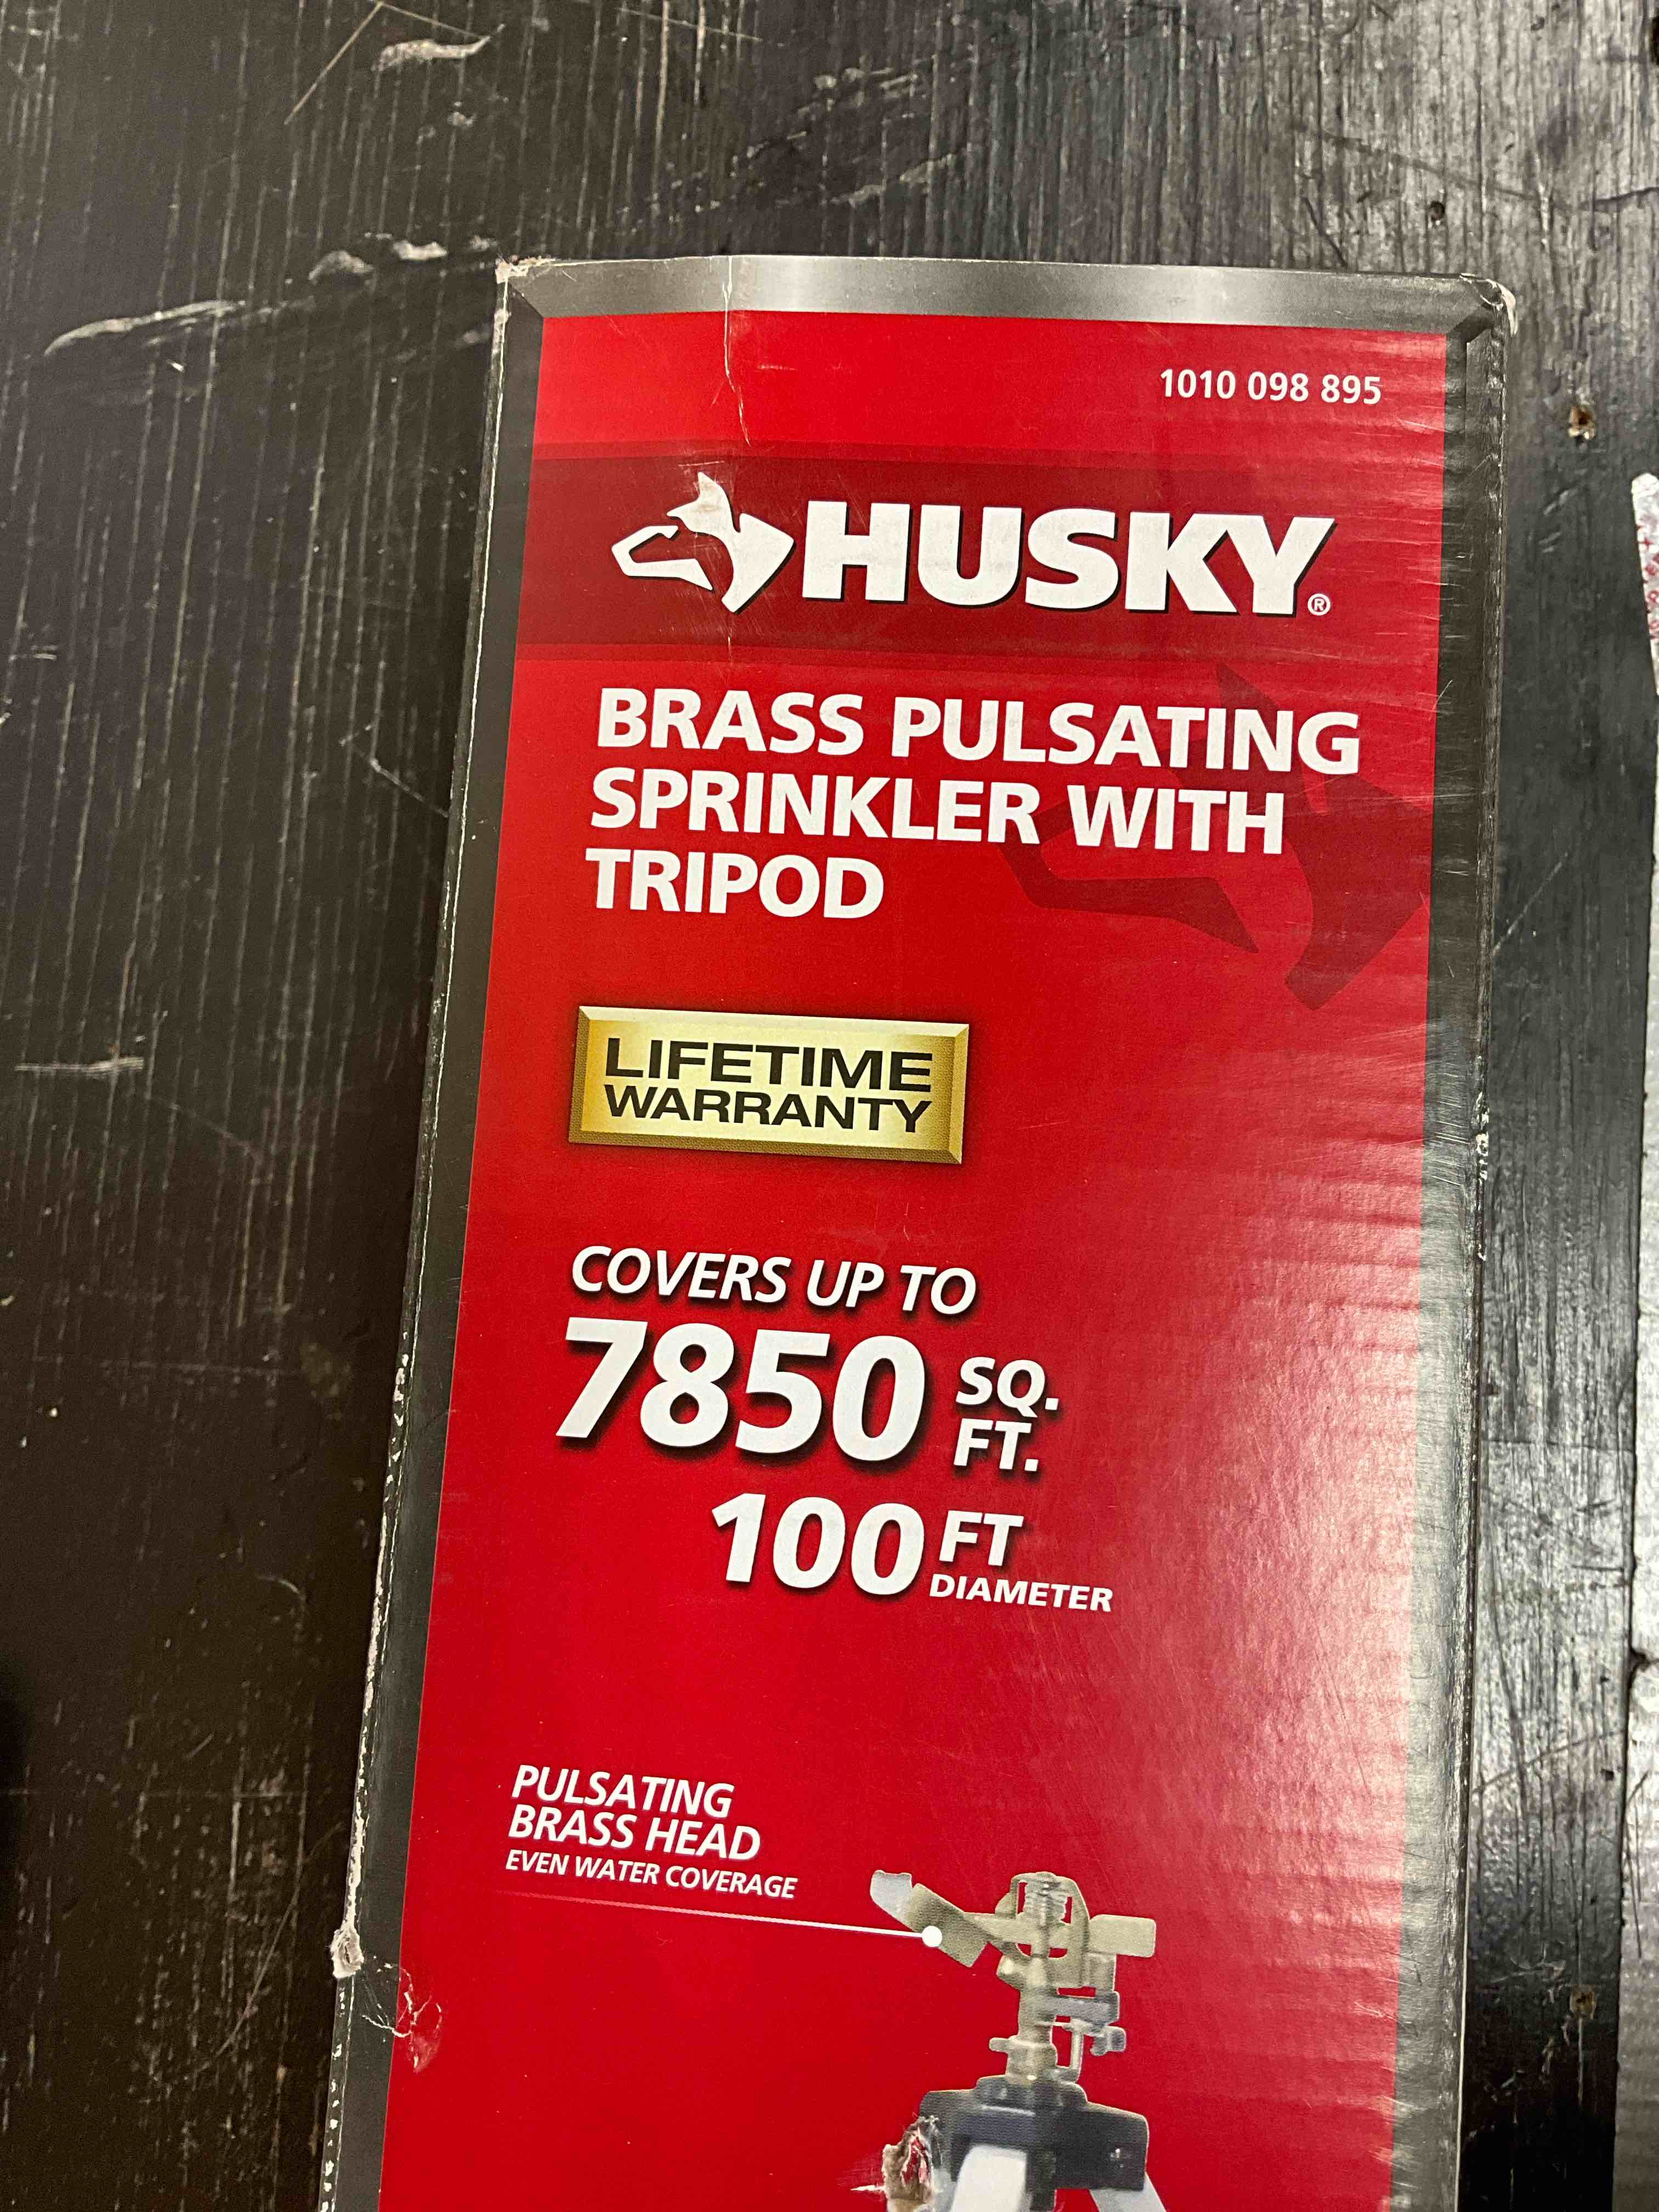 1010 098 895
HUSKY®
BRASS PULSATING
SPRINKLER WITH
TRIPOD
LIFETIME
WARRANTY
COVERS UP TO
7850 SQ.
FT.
100 FT
DIAMETER
PULSATING
BRASS HEAD
EVEN WATER COVERAGE